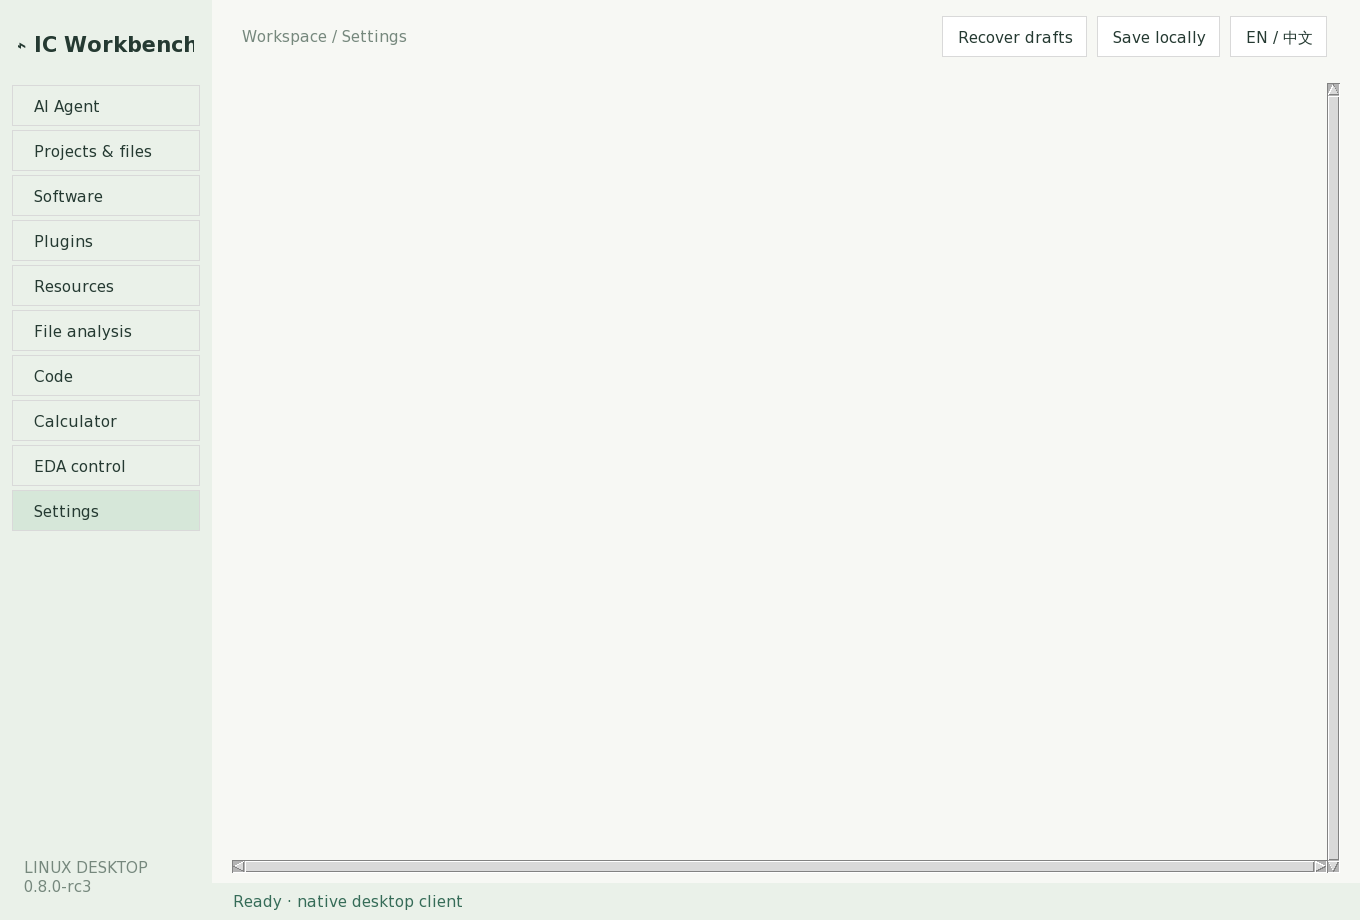 IC Workbench
Workspace / Settings
Recover drafts
Save locally
EN / 中文
AI Agent
Projects & files
Software
Plugins
Resources
File analysis
Code
Calculator
EDA control
Settings
LINUX DESKTOP
0.8.0-rc3
Ready · native desktop client